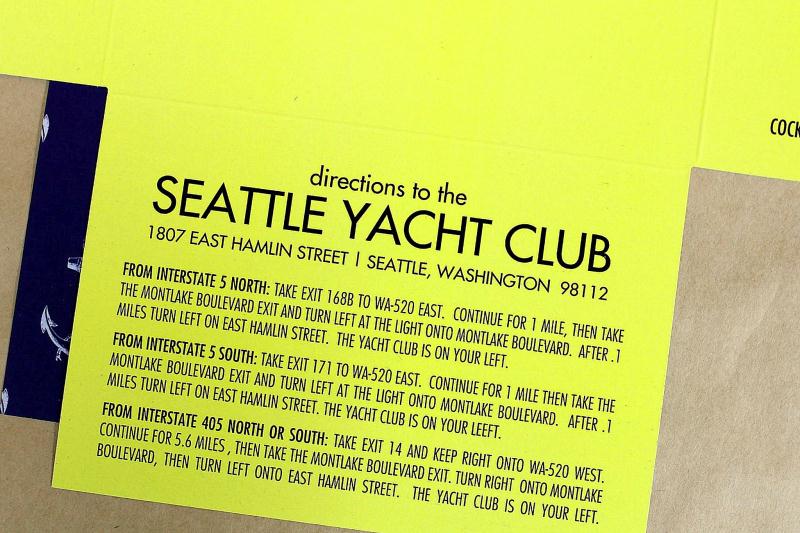 COCK
directions to the
SEATTLE YACHT CLUB
1807 EAST HAMLIN STREET | SEATTLE, WASHINGTON 98112
FROM INTERSTATE 5 NORTH: TAKE EXIT 168B TO WA-520 EAST. CONTINUE FOR 1 MILE, THEN TAKE
THE MONTLAKE BOULEVARD EXIT AND TURN LEFT AT THE LIGHT ONTO MONTLAKE BOULEVARD. AFTER .1
MILES TURN LEFT ON EAST HAMLIN STREET. THE YACHT CLUB IS ON YOUR LEFT.
FROM INTERSTATE 5 SOUTH: TAKE EXIT 171 TO WA-520 EAST. CONTINUE FOR 1 MILE THEN TAKE THE
MONTLAKE BOULEVARD EXIT AND TURN LEFT AT THE LIGHT ONTO MONTLAKE BOULEVARD. AFTER .1
MILES TURN LEFT ON EAST HAMLIN STREET. THE YACHT CLUB IS ON YOUR LEEFT.
FROM INTERSTATE 405 NORTH OR SOUTH: TAKE EXIT 14 AND KEEP RIGHT ONTO WA-520 WEST.
CONTINUE FOR 5.6 MILES , THEN TAKE THE MONTLAKE BOULEVARD EXIT. TURN RIGHT ONTO MONTLAKE
BOULEVARD, THEN TURN LEFT ONTO EAST HAMLIN STREET. THE YACHT CLUB IS ON YOUR LEFT.